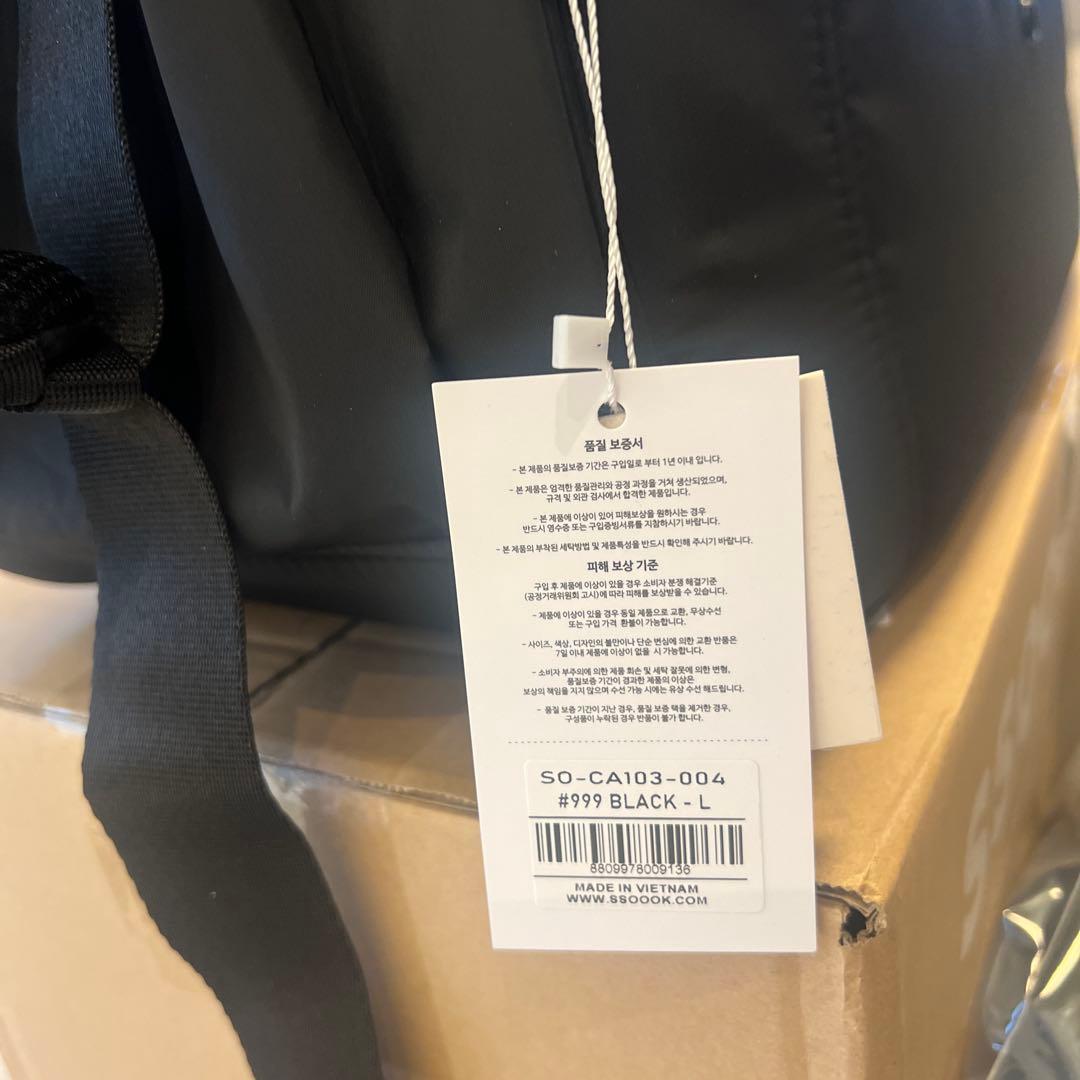 품질 보증서
- 본 제품의 품질보증 기간은 구입일로 부터 1년 이내 입니다.
- 본 제품은 엄격한 품질관리와 공정 과정을 거쳐 생산되었으며,
규격 및 외관 검사에서 합격한 제품입니다.
- 본 제품에 이상이 있어 피해보상을 원하시는 경우
반드시 영수증 또는 구입증빙서류를 지참하시기 바랍니다.
- 본 제품의 부착된 세탁방법 및 제품특성을 반드시 확인해 주시기 바랍니다.
피해 보상 기준
구입 후 제품에 이상이 있을 경우 소비자 분쟁 해결기준
(공정거래위원회 고시)에 따라 피해를 보상받을 수 있습니다.
- 제품에 이상이 있을 경우 동일 제품으로 교환, 무상수선
또는 구입 가격 환불이 가능합니다.
- 사이즈, 색상, 디자인의 불만이나 단순 변심에 의한 교환 반품은
7일 이내 제품에 이상이 없을 시 가능합니다.
- 소비자 부주의에 의한 제품 훼손 및 세탁 잘못에 의한 변형,
품질보증 기간이 경과한 제품의 이상은
보상의 책임을 지지 않으며 수선 가능 시에는 유상 수선 해드립니다.
- 품질 보증 기간이 지난 경우, 품질 보증 택을 제거한 경우,
구성품이 누락된 경우 반품이 불가 합니다.
SO-CA103-004
#999 BLACK - L
8809978009136
MADE IN VIETNAM
WWW.SSOOOK.COM